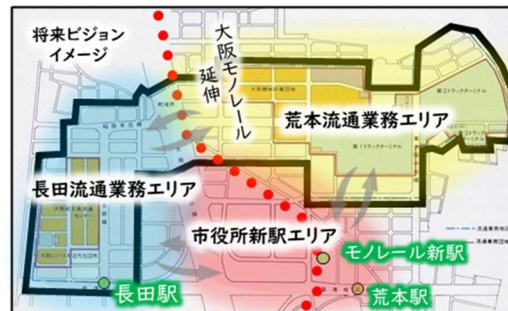 将来ビジョン
イメージ
大阪モノレール
延伸
荒本流通業務エリア
長田流通業務エリア
市役所新駅エリア
モノレール新駅
長田駅
荒本駅